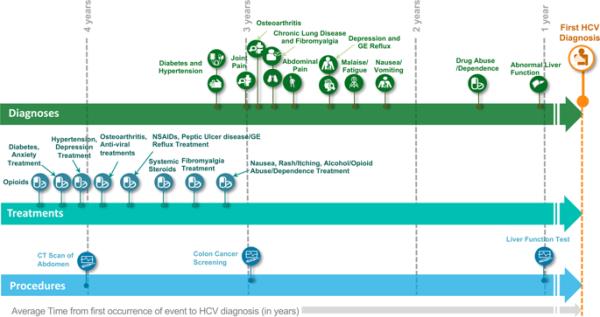 4 years
3 years
2 years
1 year
First HCV
Diagnosis
Osteoarthritis
Chronic Lung Disease
and Fibromyalgia
Depression and
GE Reflux
Diabetes and
Hypertension
Joint
Pain
Abdominal
Pain
Malaise/
Fatigue
Nausea/
Vomiting
Drug Abuse
/Dependence
Abnormal Liver
Function
Diagnoses
Opioids
Diabetes,
Anxiety
Treatment
Hypertension,
Depression
Treatment
Osteoarthritis,
Anti-viral
treatments
NSAIDs, Peptic Ulcer disease/GE
Reflux Treatment
Systemic
Steroids
Fibromyalgia
Treatment
Nausea, Rash/Itching, Alcohol/Opioid
Abuse/Dependence Treatment
Treatments
CT Scan of
Abdomen
Colon Cancer
Screening
Liver Function Test
Procedures
Average Time from first occurrence of event to HCV diagnosis (in years)